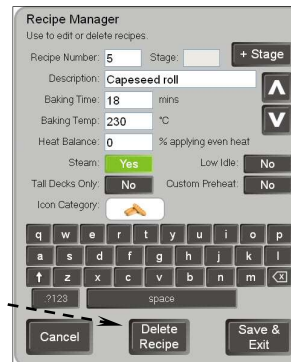 Recipe Manager
Use to edit or delete recipes.
Recipe Number: 5 Stage: + Stage
Description: Capeseed roll
Baking Time: 18 mins
Baking Temp: 230 °C
Heat Balance: 0 % applying even heat
Steam: Yes Low Idle: No
Tall Decks Only: No Custom Preheat: No
Icon Category:
q w e r t y u i o p
a s d f g h j k l
z x c v b n m
.?123 space
Cancel Delete Recipe Save & Exit